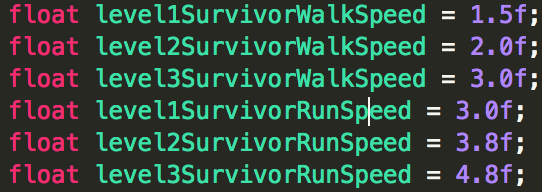 float level1SurvivorWalkSpeed = 1.5f;
float level2SurvivorWalkSpeed = 2.0f;
float level3SurvivorWalkSpeed = 3.0f;
float level1SurvivorRunSpeed = 3.0f;
float level2SurvivorRunSpeed = 3.8f;
float level3SurvivorRunSpeed = 4.8f;